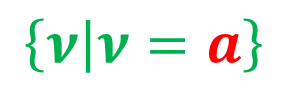 {𝝂|𝝂 = 𝒂}